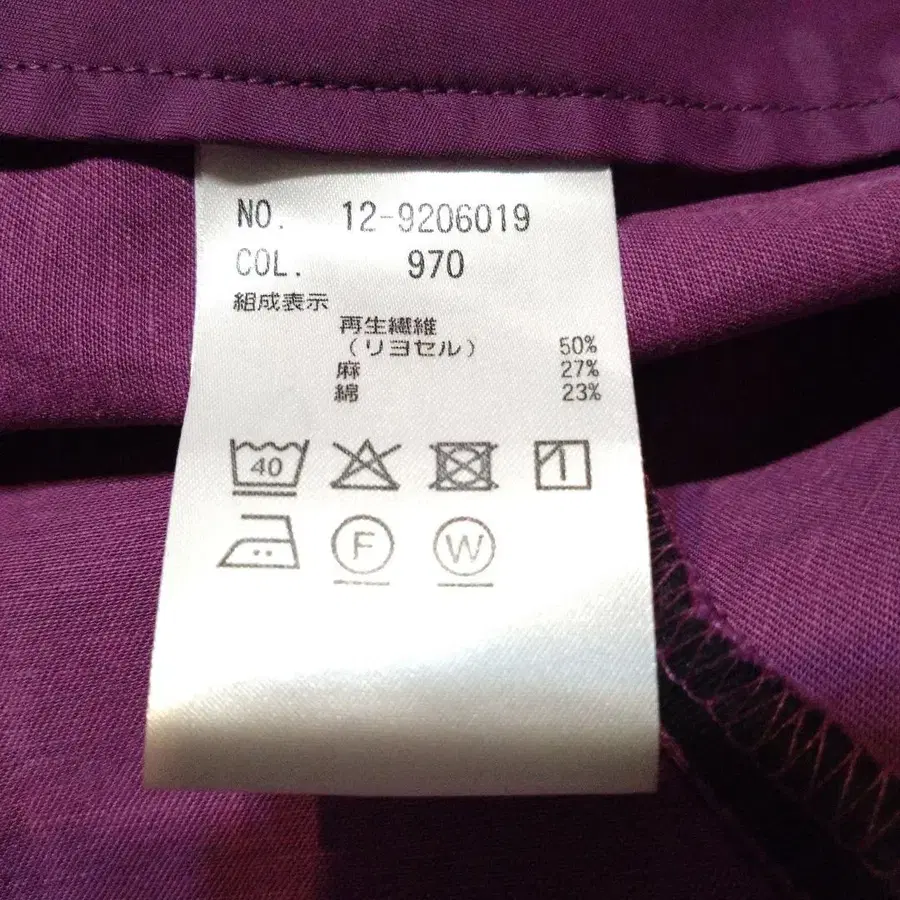 NO. 12-9206019
COL. 970
組成表示
再生繊維
(リヨセル) 50%
麻 27%
綿 23%
40
F W